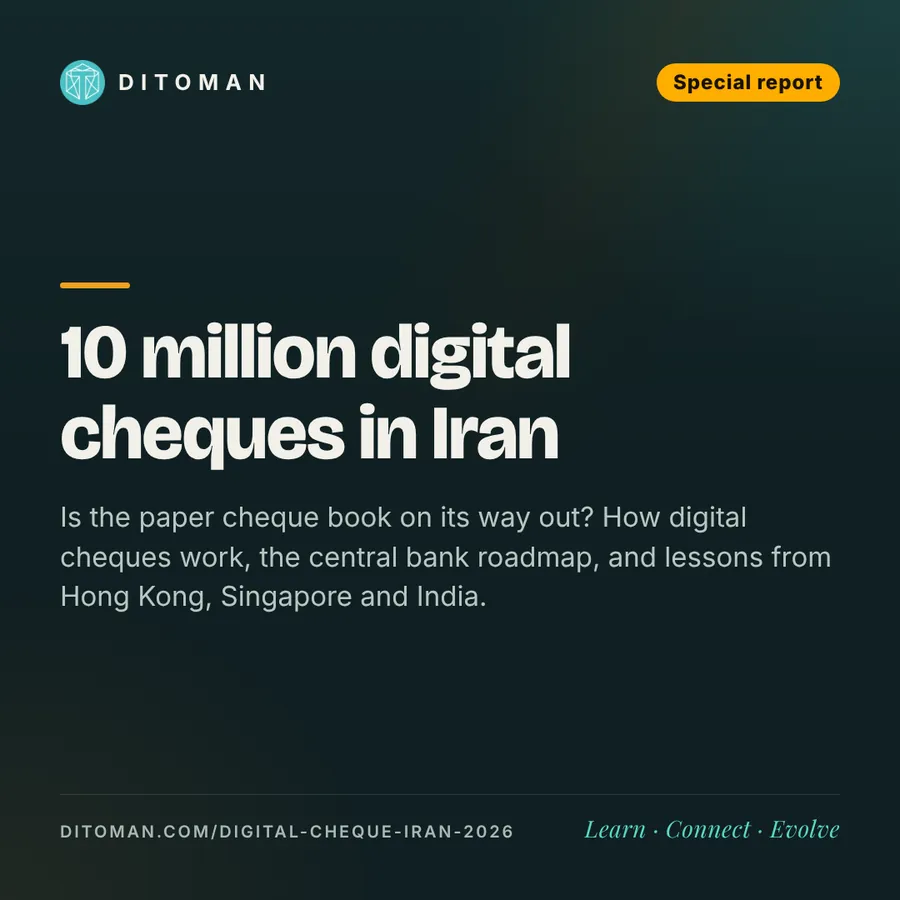 DITOMAN
Special report
10 million digital
cheques in Iran
Is the paper cheque book on its way out? How digital
cheques work, the central bank roadmap, and lessons from
Hong Kong, Singapore and India.
DITOMAN.COM/DIGITAL-CHEQUE-IRAN-2026
Learn · Connect · Evolve